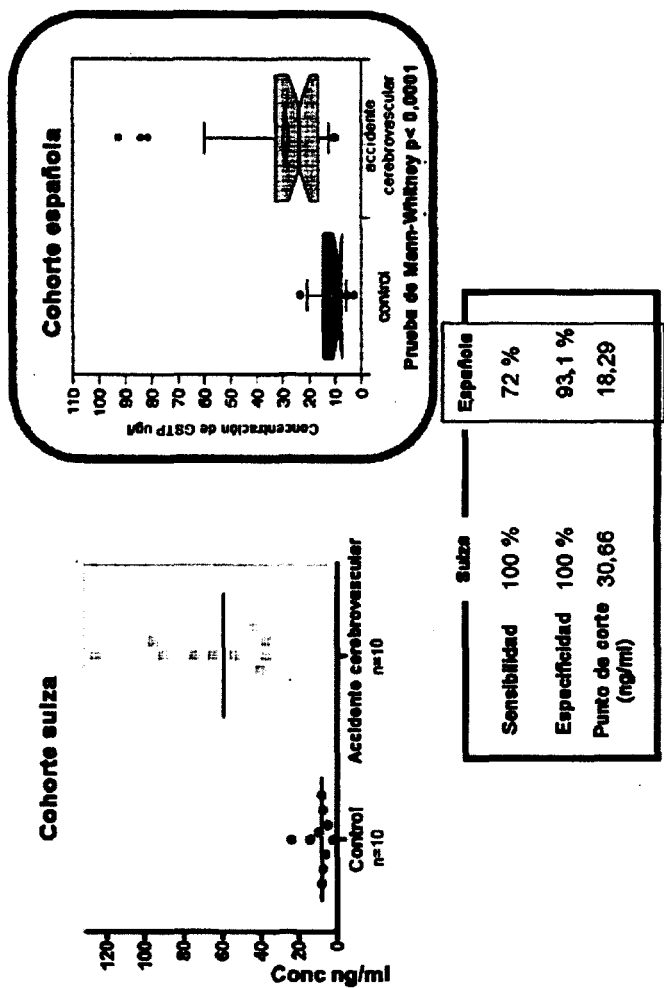 Cohorte suiza
120
100
80
60
40
20
0
Conc ng/ml
Control
n=10
Accidente cerebrovascular
n=10
Cohorte española
110
100
90
80
70
60
50
40
30
20
10
0
Concentración de GSTP ug/l
control
accidente
cerebrovascular
Prueba de Mann-Whitney p< 0,0001
Suiza Española
Sensibilidad 100 % 72 %
Especificidad 100 % 93,1 %
Punto de corte 30,66 18,29
(ng/ml)